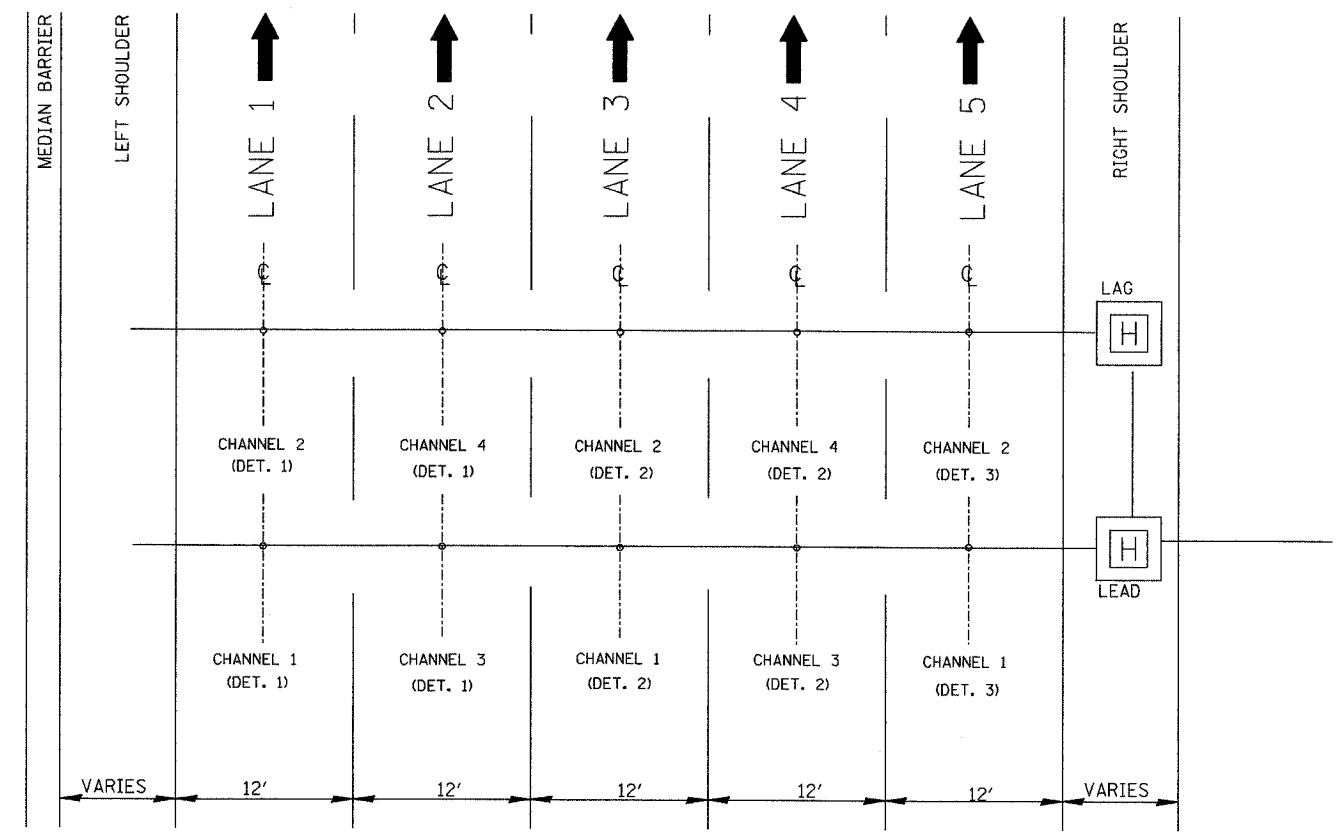 MEDIAN BARRIER
LEFT SHOULDER
LANE 1
LANE 2
LANE 3
LANE 4
LANE 5
RIGHT SHOULDER
℄
℄
℄
℄
℄
LAG
H
CHANNEL 2
(DET. 1)
CHANNEL 4
(DET. 1)
CHANNEL 2
(DET. 2)
CHANNEL 4
(DET. 2)
CHANNEL 2
(DET. 3)
H
LEAD
CHANNEL 1
(DET. 1)
CHANNEL 3
(DET. 1)
CHANNEL 1
(DET. 2)
CHANNEL 3
(DET. 2)
CHANNEL 1
(DET. 3)
VARIES
12'
12'
12'
12'
12'
VARIES